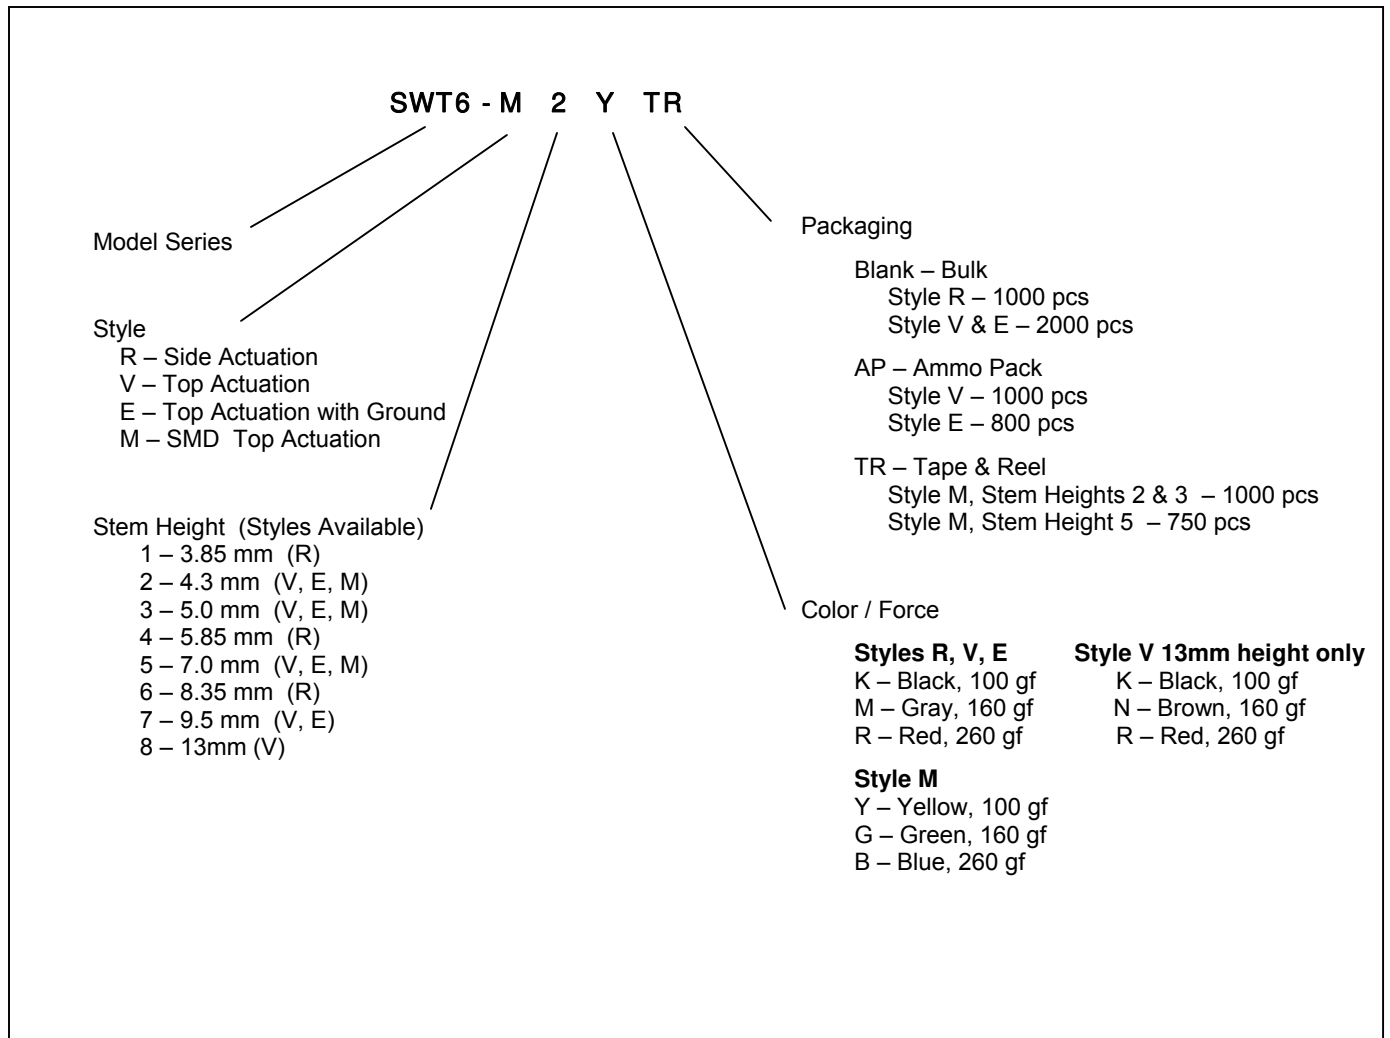 SWT6 - M 2 Y TR
Model Series
Style
R – Side Actuation
V – Top Actuation
E – Top Actuation with Ground
M – SMD Top Actuation
Stem Height (Styles Available)
1 – 3.85 mm (R)
2 – 4.3 mm (V, E, M)
3 – 5.0 mm (V, E, M)
4 – 5.85 mm (R)
5 – 7.0 mm (V, E, M)
6 – 8.35 mm (R)
7 – 9.5 mm (V, E)
8 – 13mm (V)
Packaging
Blank – Bulk
Style R – 1000 pcs
Style V & E – 2000 pcs
AP – Ammo Pack
Style V – 1000 pcs
Style E – 800 pcs
TR – Tape & Reel
Style M, Stem Heights 2 & 3 – 1000 pcs
Style M, Stem Height 5 – 750 pcs
Color / Force
Styles R, V, E
K – Black, 100 gf
M – Gray, 160 gf
R – Red, 260 gf
Style V 13mm height only
K – Black, 100 gf
N – Brown, 160 gf
R – Red, 260 gf
Style M
Y – Yellow, 100 gf
G – Green, 160 gf
B – Blue, 260 gf